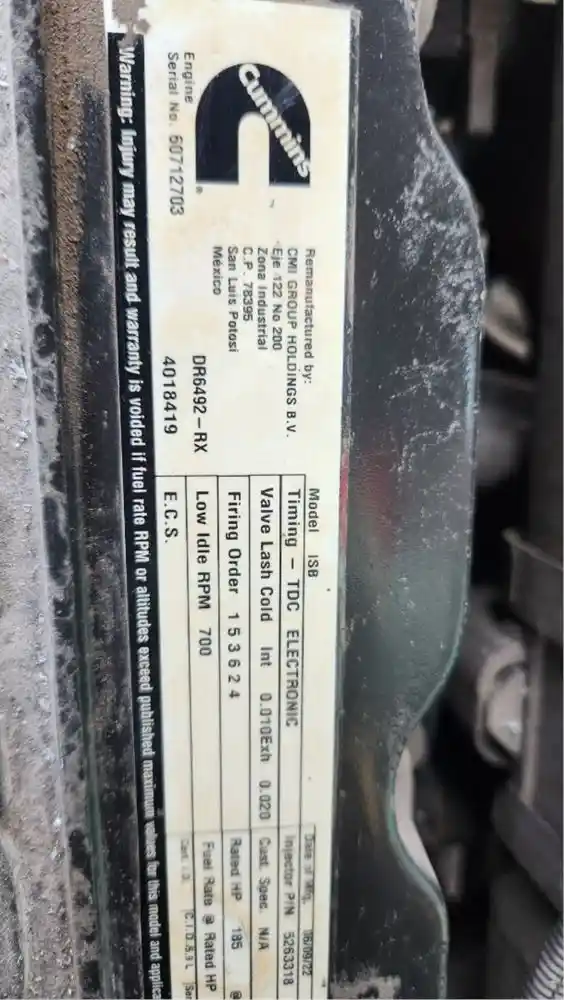 Cummins
Engine
Serial No. 60712703
Remanufactured by:
CMI GROUP HOLDINGS B.V.
Eje 122 No 200
Zona Industrial
C.P. 78395
San Luis Potosi
México
DR6492-RX
4018419
Model ISB
Timing - TDC ELECTRONIC
Valve Lash Cold Int 0.010 Exh 0.020
Firing Order 1 5 3 6 2 4
Low Idle RPM 700
E.C.S.
Date of Mfg. 08/09/22
Injector P/N 5263318
Cust. Spec. N/A
Rated HP 185 @
Fuel Rate @ Rated HP
C.I.D. 5.9 L
Warning: Injury may result and warranty is voided if fuel rate RPM or altitudes exceed published maximum values for this model and applica